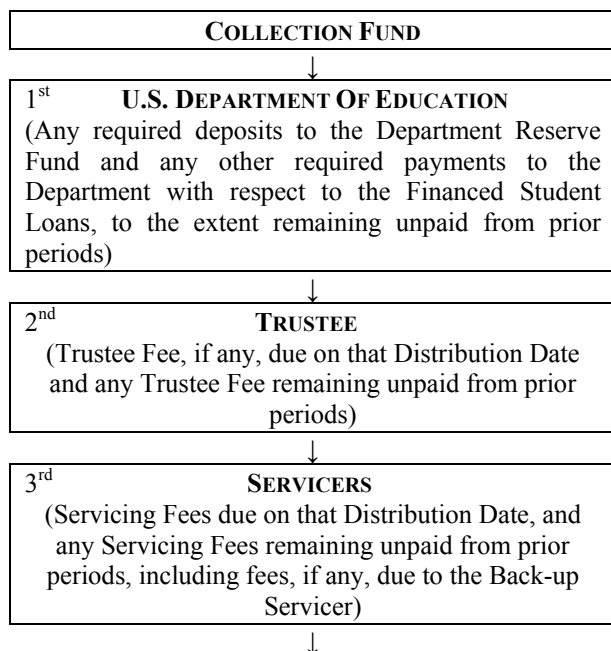 COLLECTION FUND
↓
1st U.S. DEPARTMENT OF EDUCATION
(Any required deposits to the Department Reserve
Fund and any other required payments to the
Department with respect to the Financed Student
Loans, to the extent remaining unpaid from prior
periods)
↓
2nd TRUSTEE
(Trustee Fee, if any, due on that Distribution Date
and any Trustee Fee remaining unpaid from prior
periods)
↓
3rd SERVICERS
(Servicing Fees due on that Distribution Date, and
any Servicing Fees remaining unpaid from prior
periods, including fees, if any, due to the Back-up
Servicer)
↓